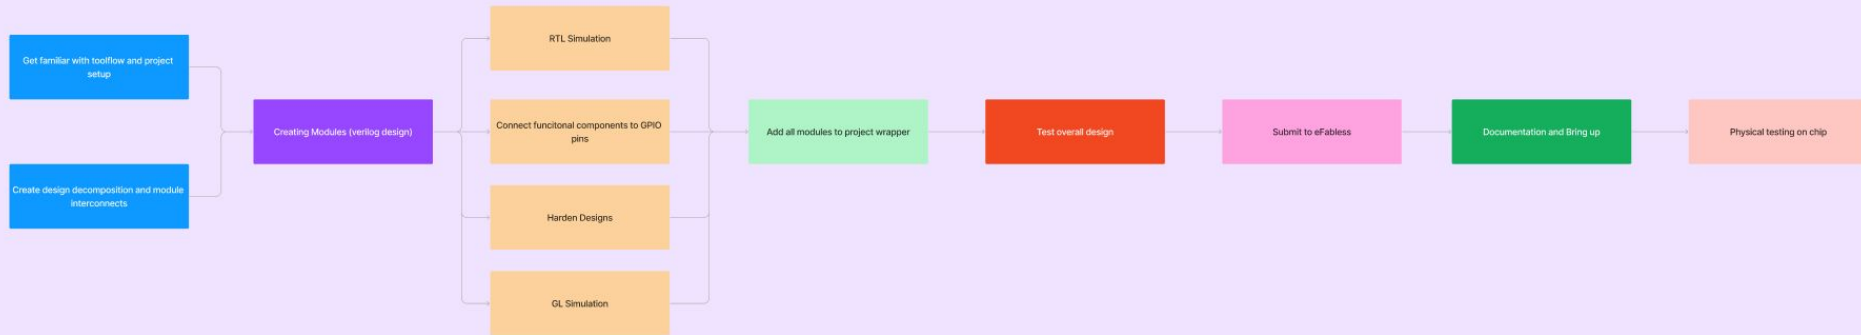 Get familiar with toolflow and project
setup
Create design decomposition and module
interconnects
Creating Modules (verilog design)
RTL Simulation
Connect funcitonal components to GPIO
pins
Harden Designs
GL Simulation
Add all modules to project wrapper
Test overall design
Submit to eFabless
Documentation and Bring up
Physical testing on chip